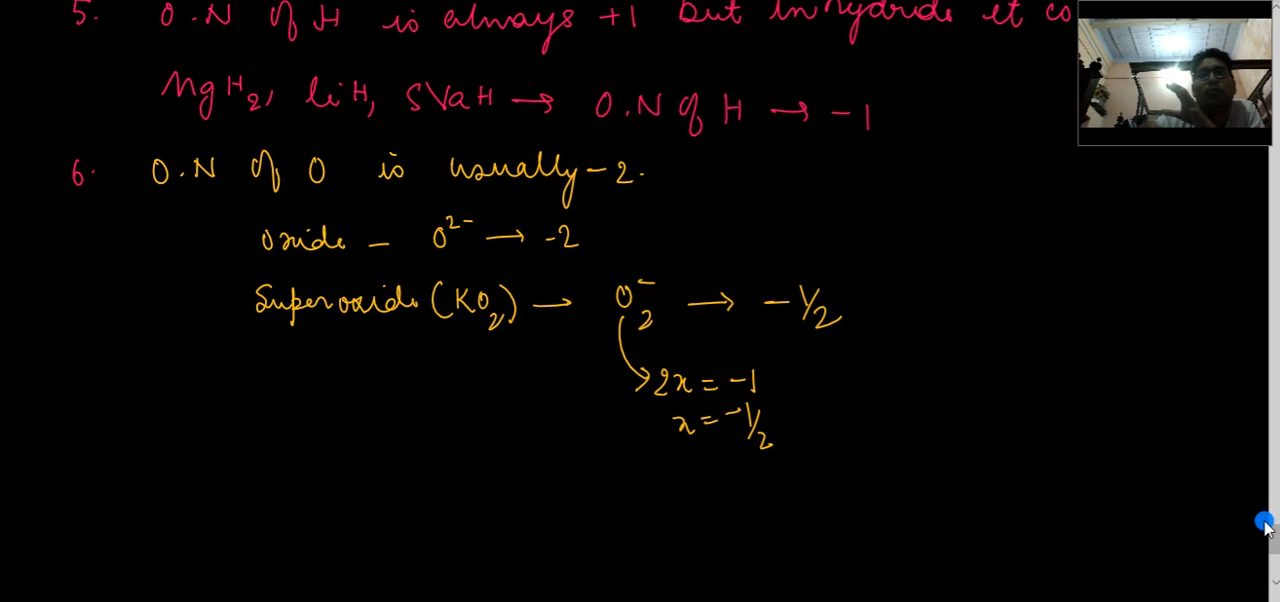 5. O.N of H is always +1 but in hydride it co
MgH₂, LiH, NaH → O.N of H → -1
6. O.N of O is usually -2.
Oxide - O²⁻ → -2
Superoxide (KO₂) → O₂⁻ → -1/2
2x = -1
x = -1/2